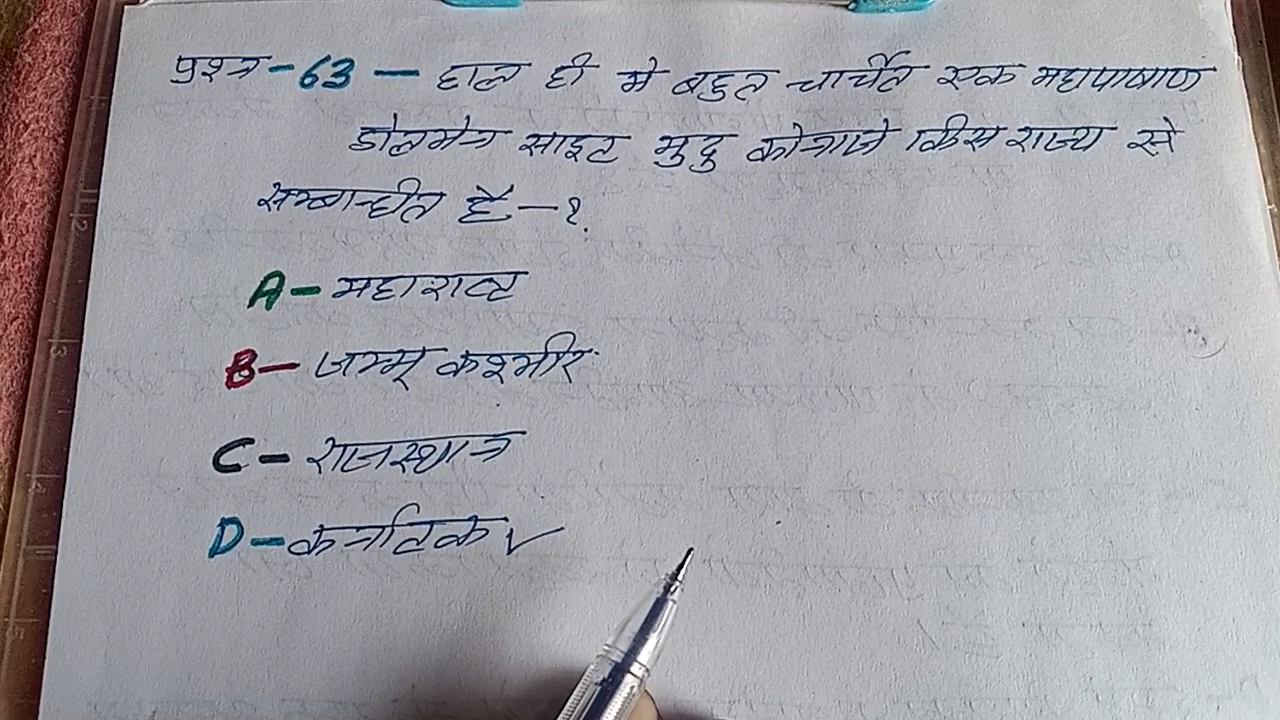 प्रश्न-63 — हाल ही मे बहुत चर्चित एक महापाषाण
डोलमेन साइट मुदु कोनाजे किस राज्य से
सम्बन्धीत है—?
A- महाराष्ट्र
B- जम्मू कश्मीर
C- राजस्थान
D- कर्नाटक ✓